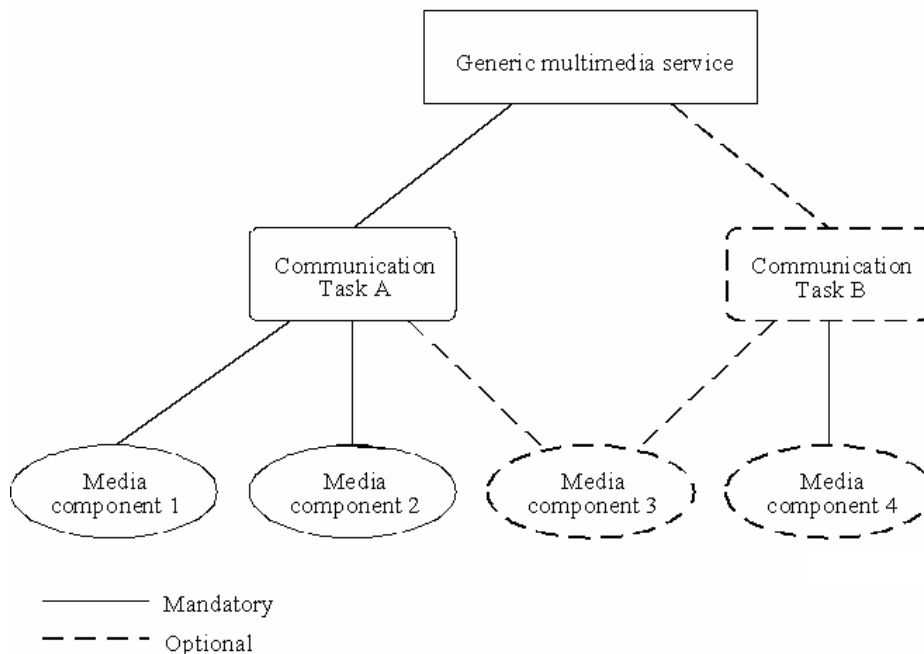 Generic multimedia service
Communication
Task A
Communication
Task B
Media
component 1
Media
component 2
Media
component 3
Media
component 4
Mandatory
Optional